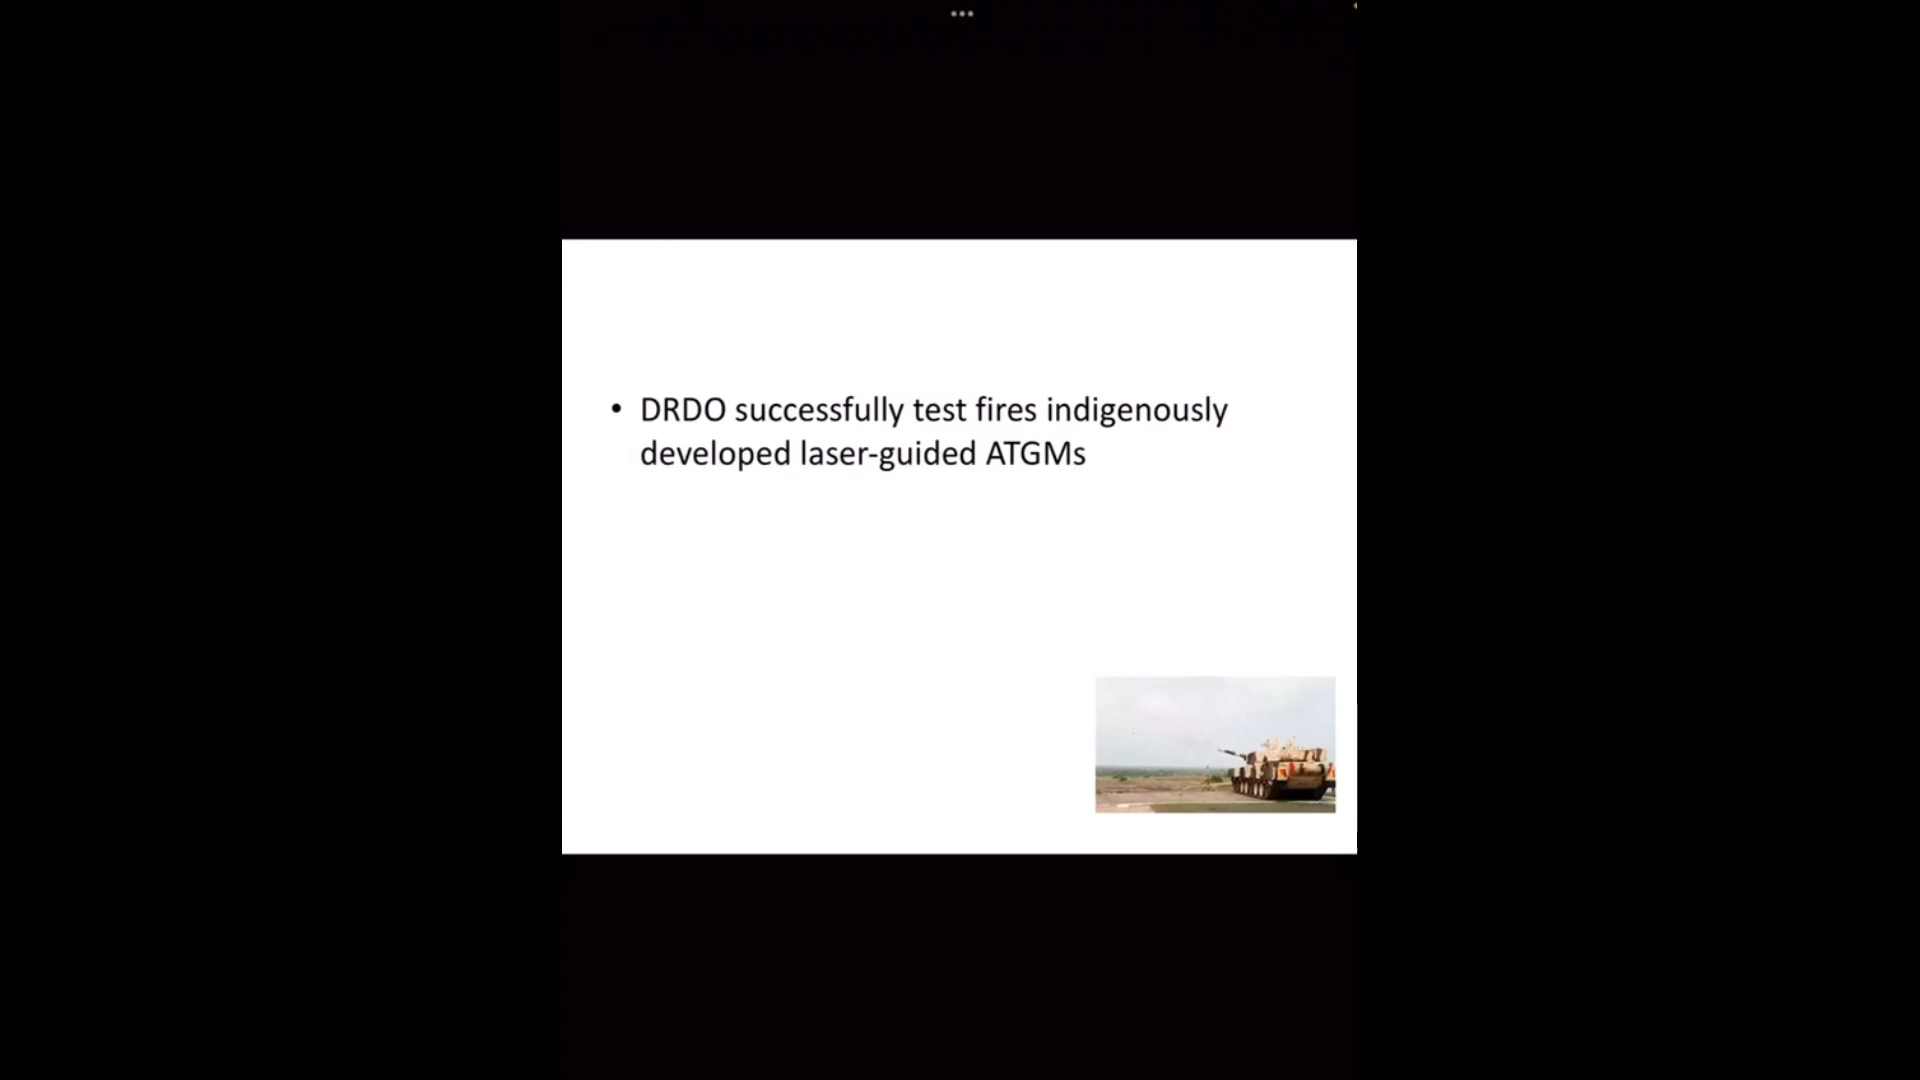 • DRDO successfully test fires indigenously
developed laser-guided ATGMs